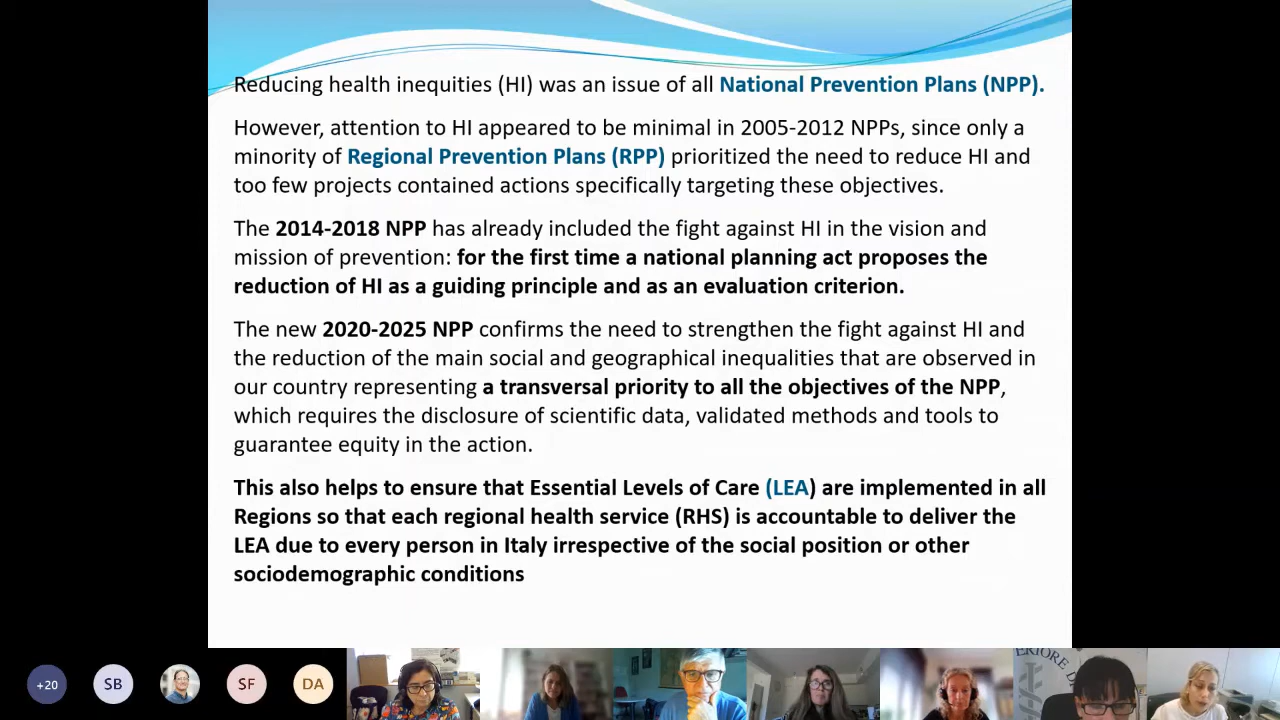 Reducing health inequities (HI) was an issue of all National Prevention Plans (NPP).
However, attention to HI appeared to be minimal in 2005-2012 NPPs, since only a
minority of Regional Prevention Plans (RPP) prioritized the need to reduce HI and
too few projects contained actions specifically targeting these objectives.
The 2014-2018 NPP has already included the fight against HI in the vision and
mission of prevention: for the first time a national planning act proposes the
reduction of HI as a guiding principle and as an evaluation criterion.
The new 2020-2025 NPP confirms the need to strengthen the fight against HI and
the reduction of the main social and geographical inequalities that are observed in
our country representing a transversal priority to all the objectives of the NPP,
which requires the disclosure of scientific data, validated methods and tools to
guarantee equity in the action.
This also helps to ensure that Essential Levels of Care (LEA) are implemented in all
Regions so that each regional health service (RHS) is accountable to deliver the
LEA due to every person in Italy irrespective of the social position or other
sociodemographic conditions
+20 SB SF DA